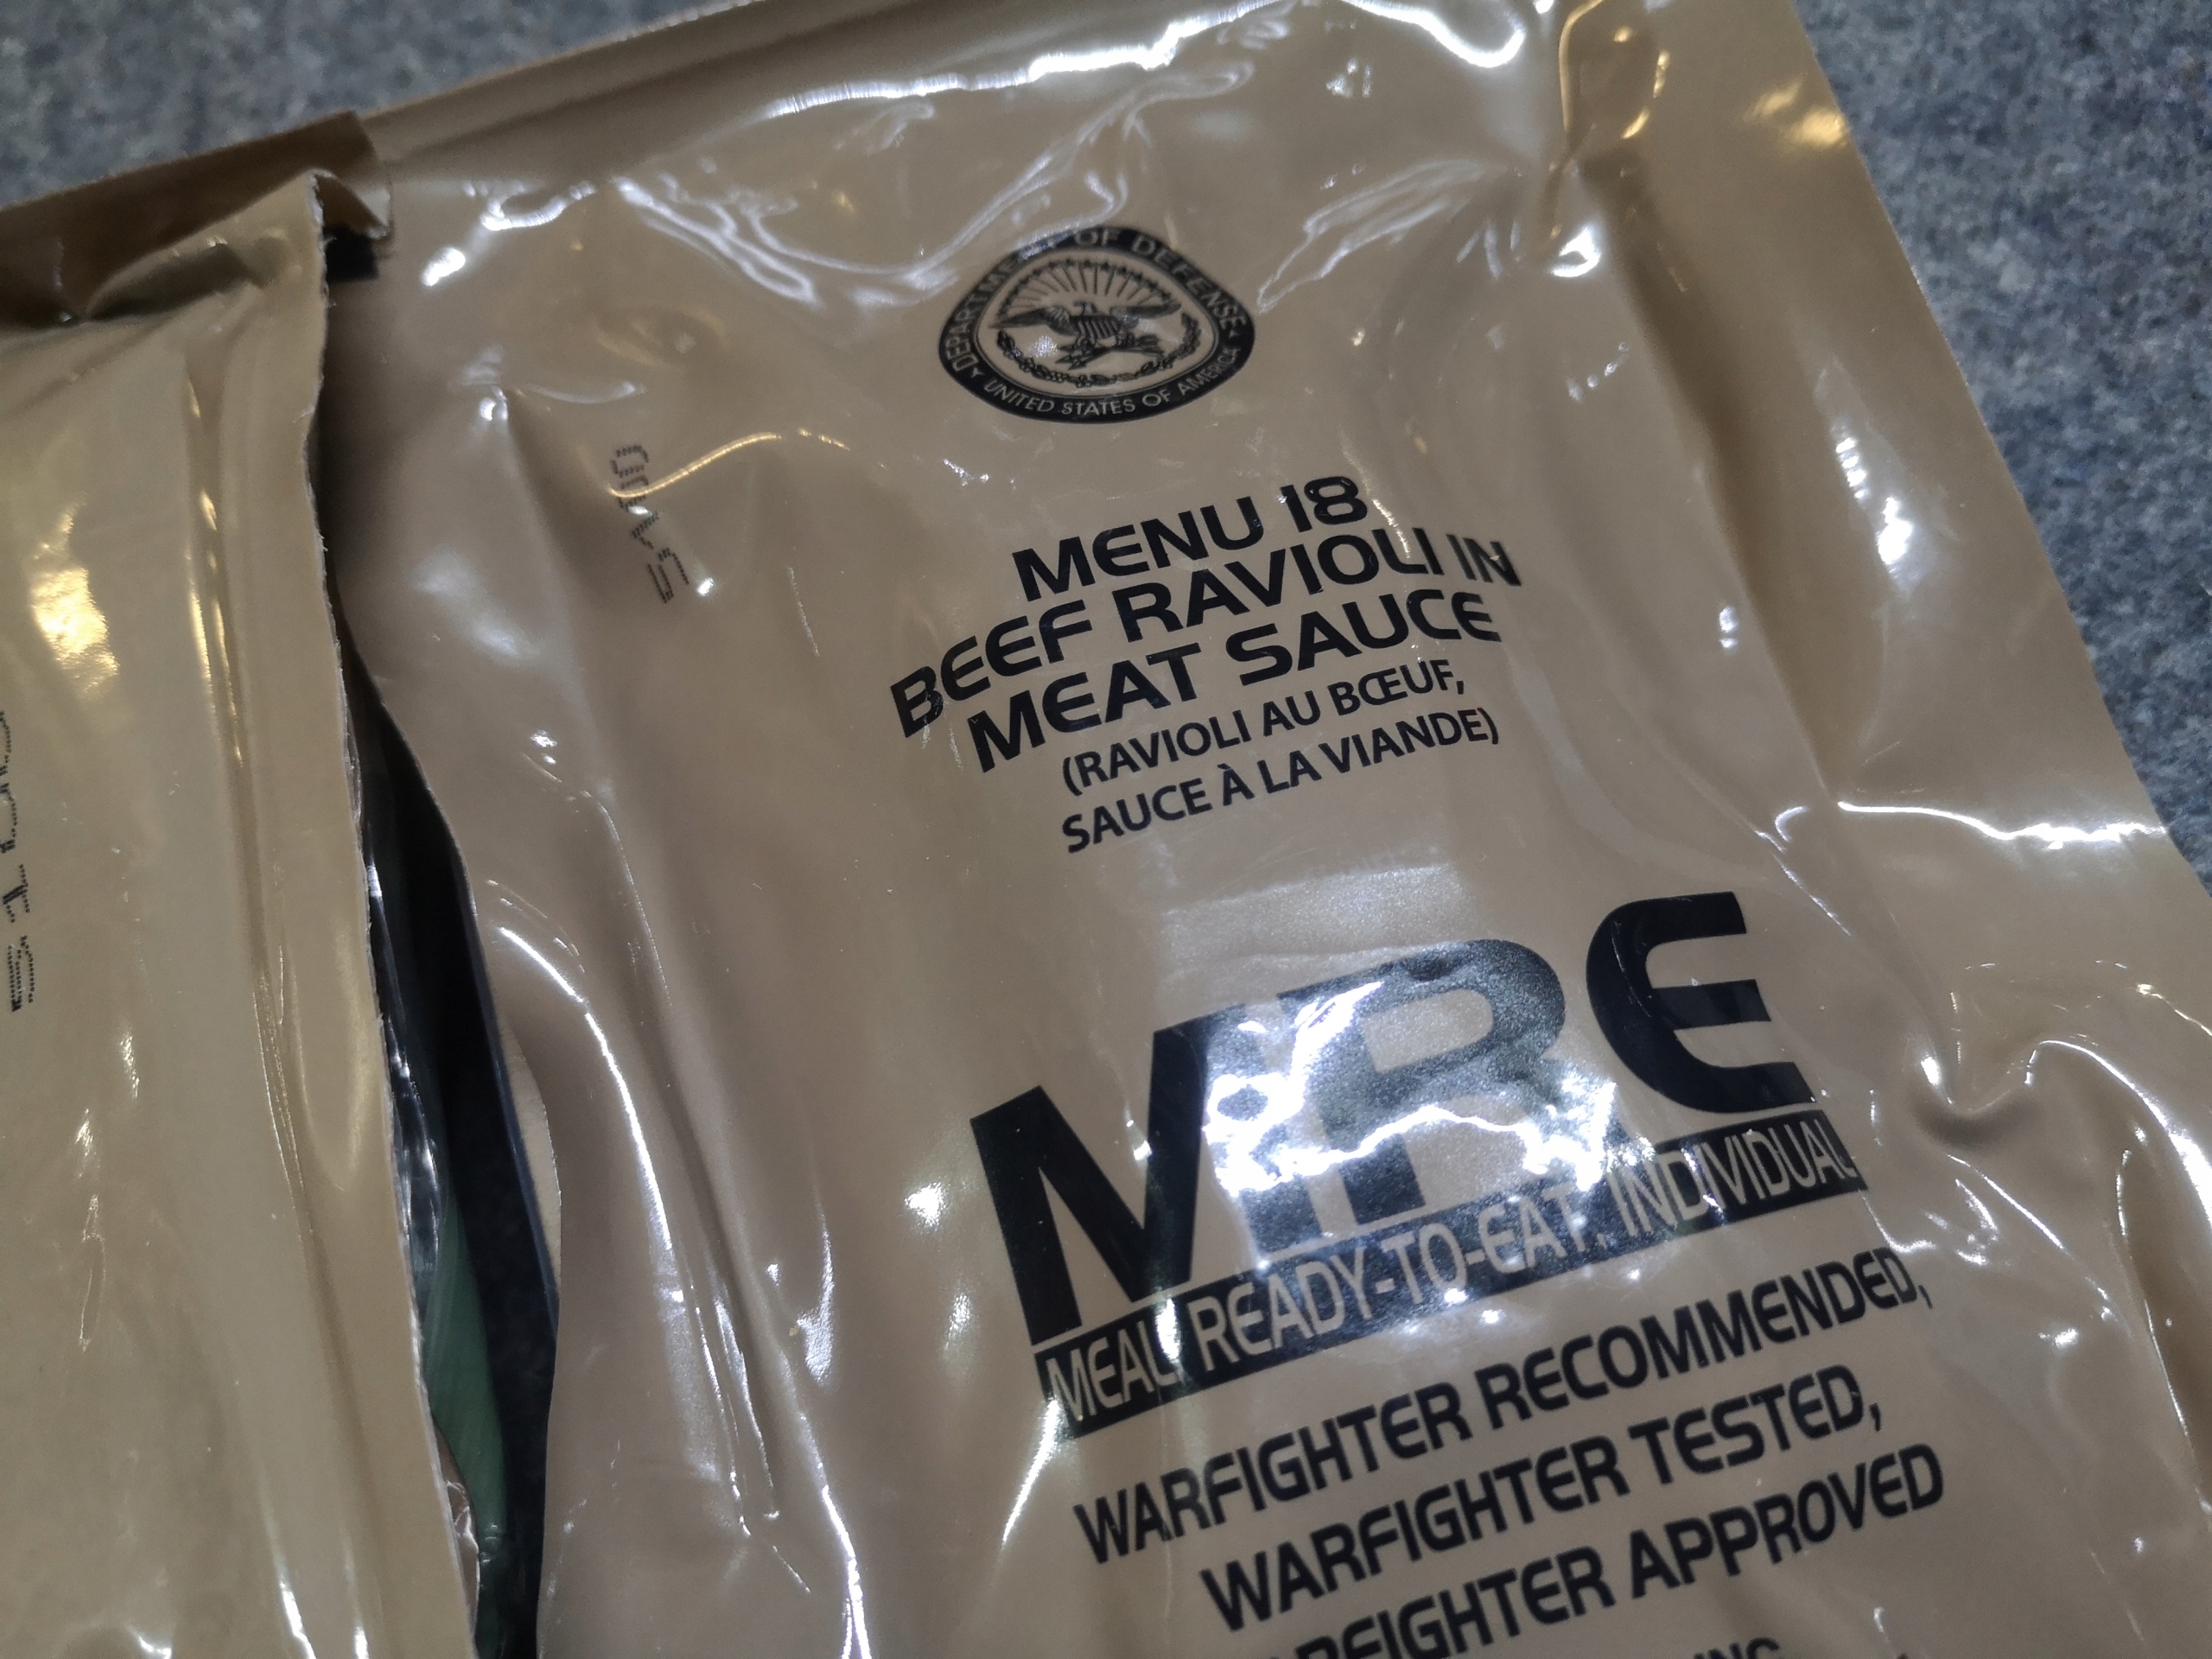 DEPARTMENT OF DEFENSE
UNITED STATES OF AMERICA
MENU 18
BEEF RAVIOLI IN
MEAT SAUCE
(RAVIOLI AU BŒUF,
SAUCE À LA VIANDE)
MRE
MEAL, READY-TO-EAT, INDIVIDUAL
WARFIGHTER RECOMMENDED,
WARFIGHTER TESTED,
WARFIGHTER APPROVED